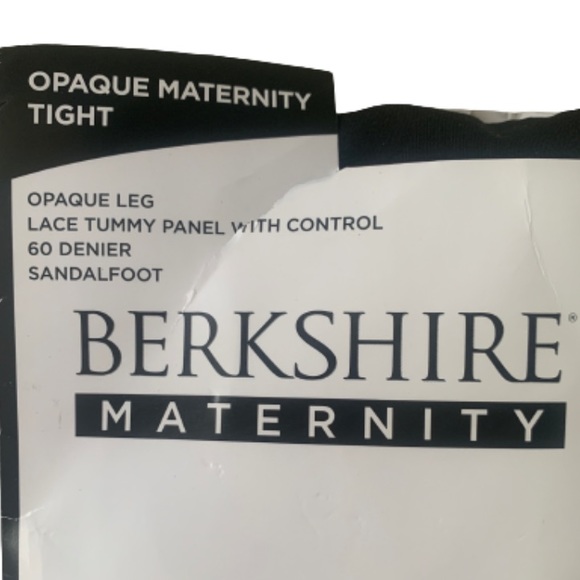 OPAQUE MATERNITY
TIGHT
OPAQUE LEG
LACE TUMMY PANEL WITH CONTROL
60 DENIER
SANDALFOOT
BERKSHIRE®
MATERNITY